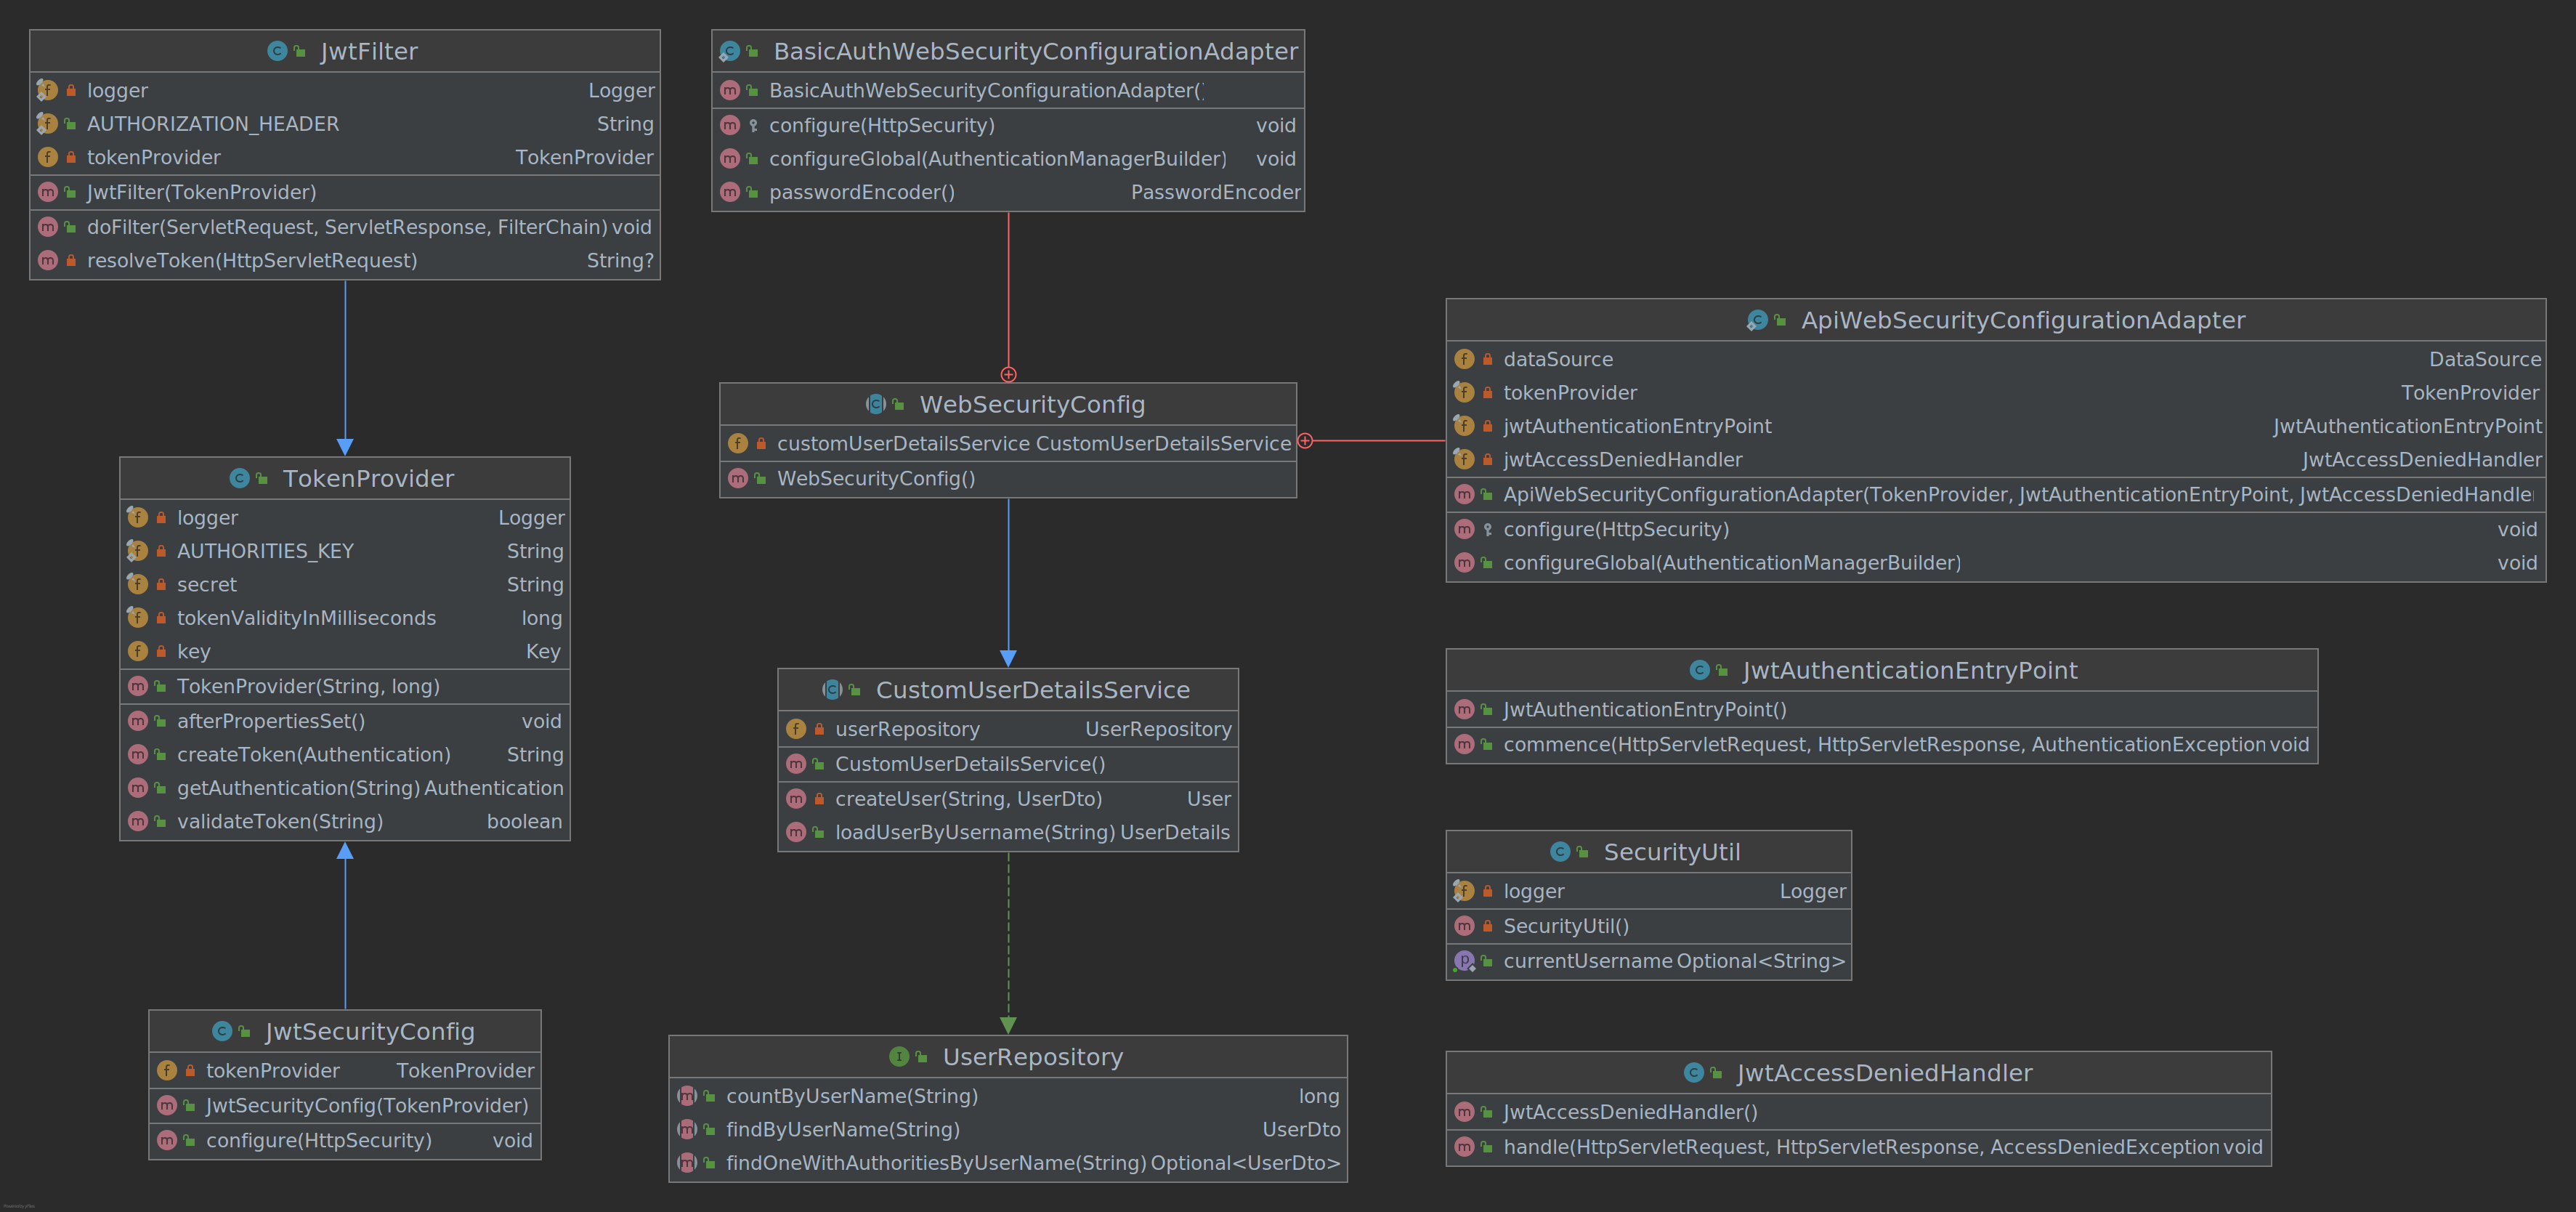 JwtFilter
logger Logger
AUTHORIZATION_HEADER String
tokenProvider TokenProvider
JwtFilter(TokenProvider)
doFilter(ServletRequest, ServletResponse, FilterChain) void
resolveToken(HttpServletRequest) String?
BasicAuthWebSecurityConfigurationAdapter
BasicAuthWebSecurityConfigurationAdapter(
configure(HttpSecurity) void
configureGlobal(AuthenticationManagerBuilder) void
passwordEncoder() PasswordEncoder
ApiWebSecurityConfigurationAdapter
dataSource DataSource
tokenProvider TokenProvider
jwtAuthenticationEntryPoint JwtAuthenticationEntryPoint
jwtAccessDeniedHandler JwtAccessDeniedHandler
ApiWebSecurityConfigurationAdapter(TokenProvider, JwtAuthenticationEntryPoint, JwtAccessDeniedHandler
configure(HttpSecurity) void
configureGlobal(AuthenticationManagerBuilder) void
WebSecurityConfig
customUserDetailsService CustomUserDetailsService
WebSecurityConfig()
TokenProvider
logger Logger
AUTHORITIES_KEY String
secret String
tokenValidityInMilliseconds long
key Key
TokenProvider(String, long)
afterPropertiesSet() void
createToken(Authentication) String
getAuthentication(String) Authentication
validateToken(String) boolean
CustomUserDetailsService
userRepository UserRepository
CustomUserDetailsService()
createUser(String, UserDto) User
loadUserByUsername(String) UserDetails
JwtAuthenticationEntryPoint
JwtAuthenticationEntryPoint()
commence(HttpServletRequest, HttpServletResponse, AuthenticationException void
SecurityUtil
logger Logger
SecurityUtil()
currentUsername Optional<String>
JwtSecurityConfig
tokenProvider TokenProvider
JwtSecurityConfig(TokenProvider)
configure(HttpSecurity) void
UserRepository
countByUserName(String) long
findByUserName(String) UserDto
findOneWithAuthoritiesByUserName(String) Optional<UserDto>
JwtAccessDeniedHandler
JwtAccessDeniedHandler()
handle(HttpServletRequest, HttpServletResponse, AccessDeniedException void